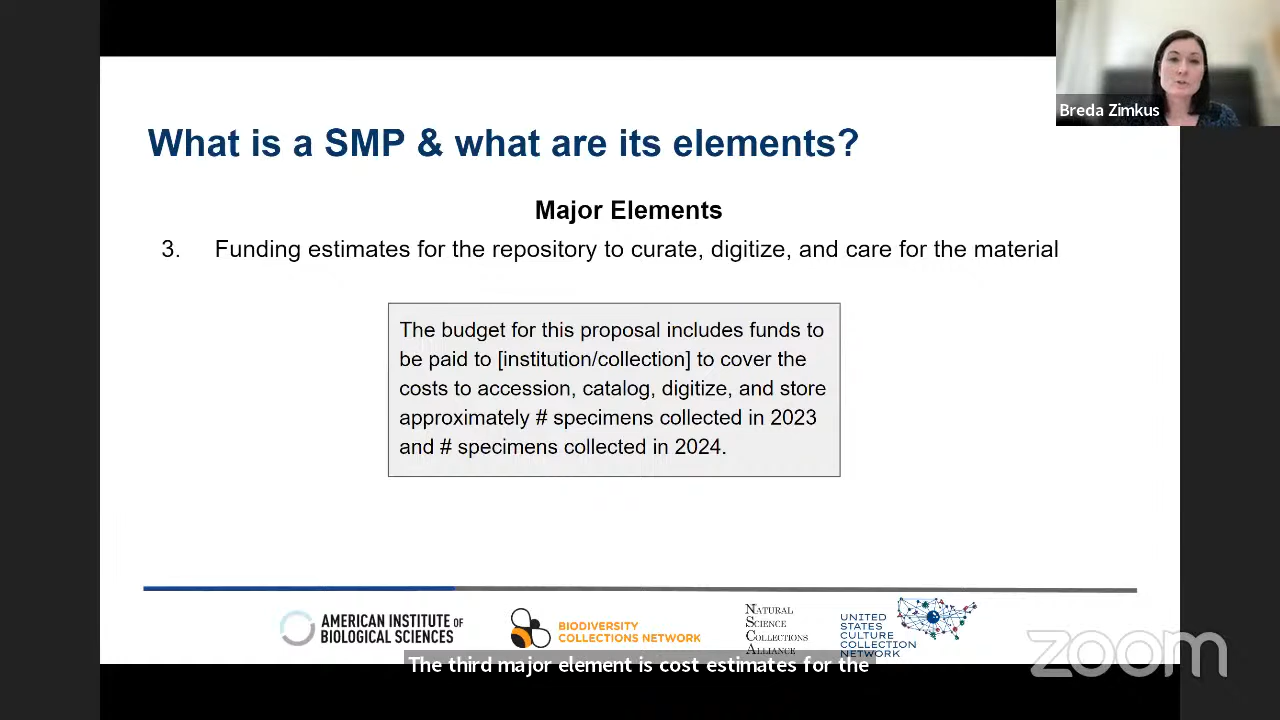 Breda Zimkus
What is a SMP & what are its elements?
Major Elements
3. Funding estimates for the repository to curate, digitize, and care for the material
The budget for this proposal includes funds to
be paid to [institution/collection] to cover the
costs to accession, catalog, digitize, and store
approximately # specimens collected in 2023
and # specimens collected in 2024.
AMERICAN INSTITUTE OF
BIOLOGICAL SCIENCES
BIODIVERSITY
COLLECTIONS NETWORK
NATURAL
SCIENCE
COLLECTIONS
ALLIANCE
UNITED
STATES
CULTURE
COLLECTION
NETWORK
zoom
The third major element is cost estimates for the